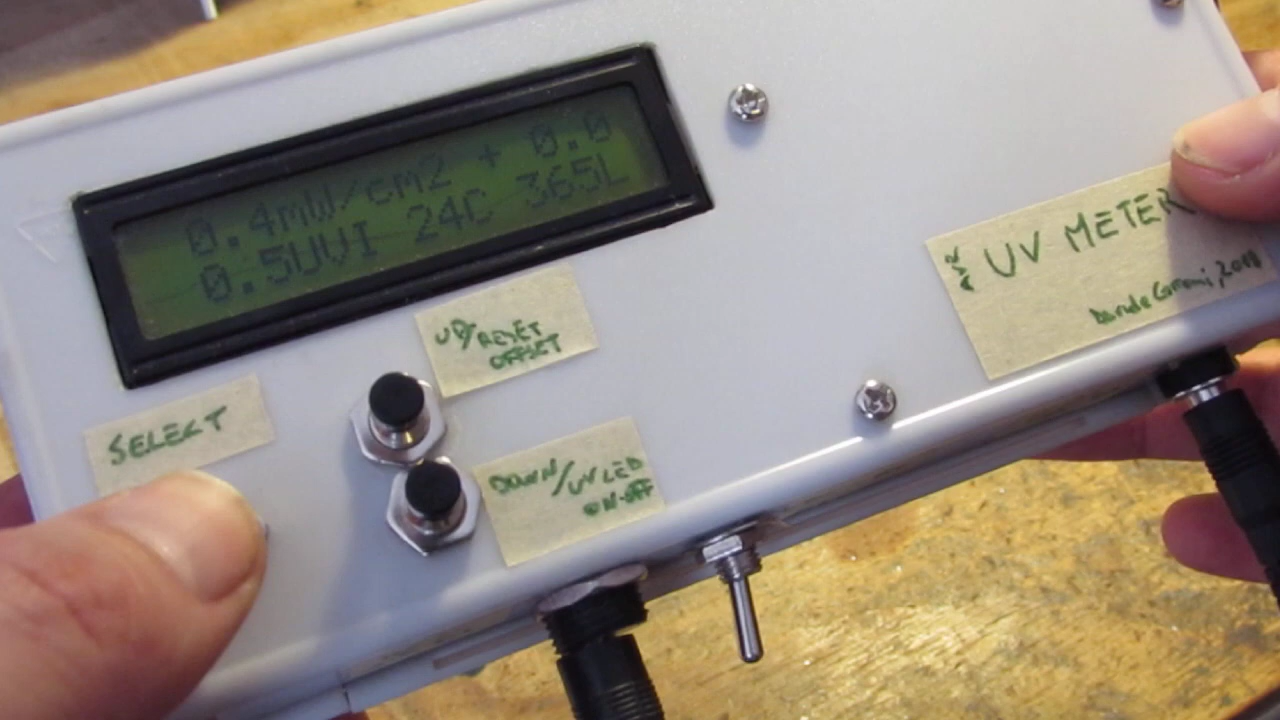 0.4mW/cm2 + 0.0
0.5UVI 24C 365L
UP/RESET
OFFSET
SELECT
DOWN/UV LED
ON-OFF
AVR
UV METER